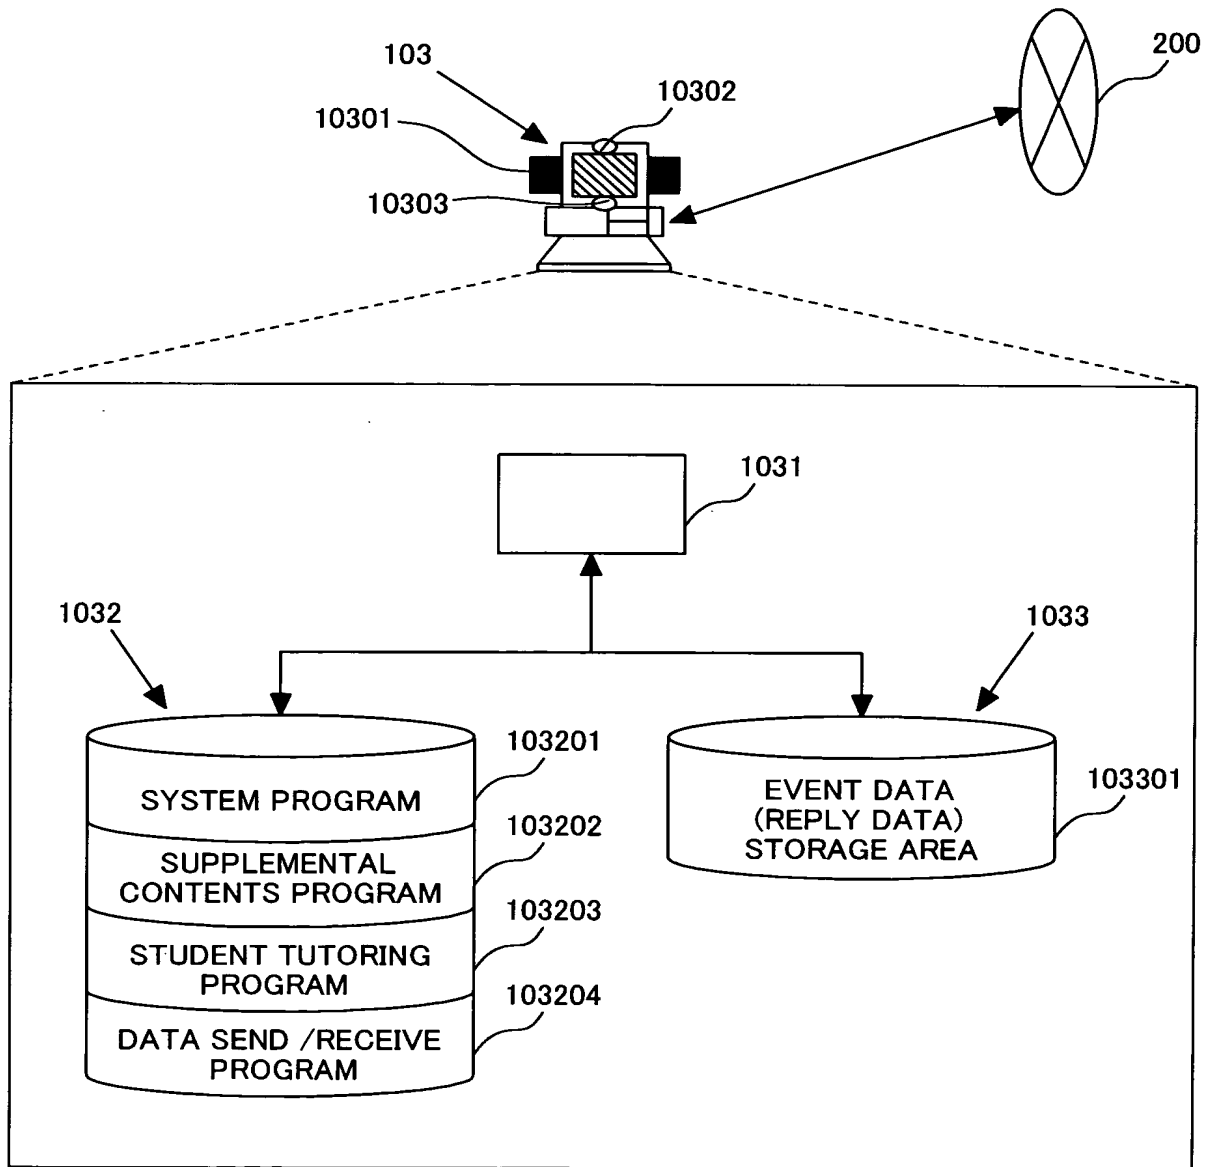 103
10302
200
10301
10303
1031
1032
1033
SYSTEM PROGRAM
103201
SUPPLEMENTAL
CONTENTS PROGRAM
103202
STUDENT TUTORING
PROGRAM
103203
DATA SEND /RECEIVE
PROGRAM
103204
EVENT DATA
(REPLY DATA)
STORAGE AREA
103301